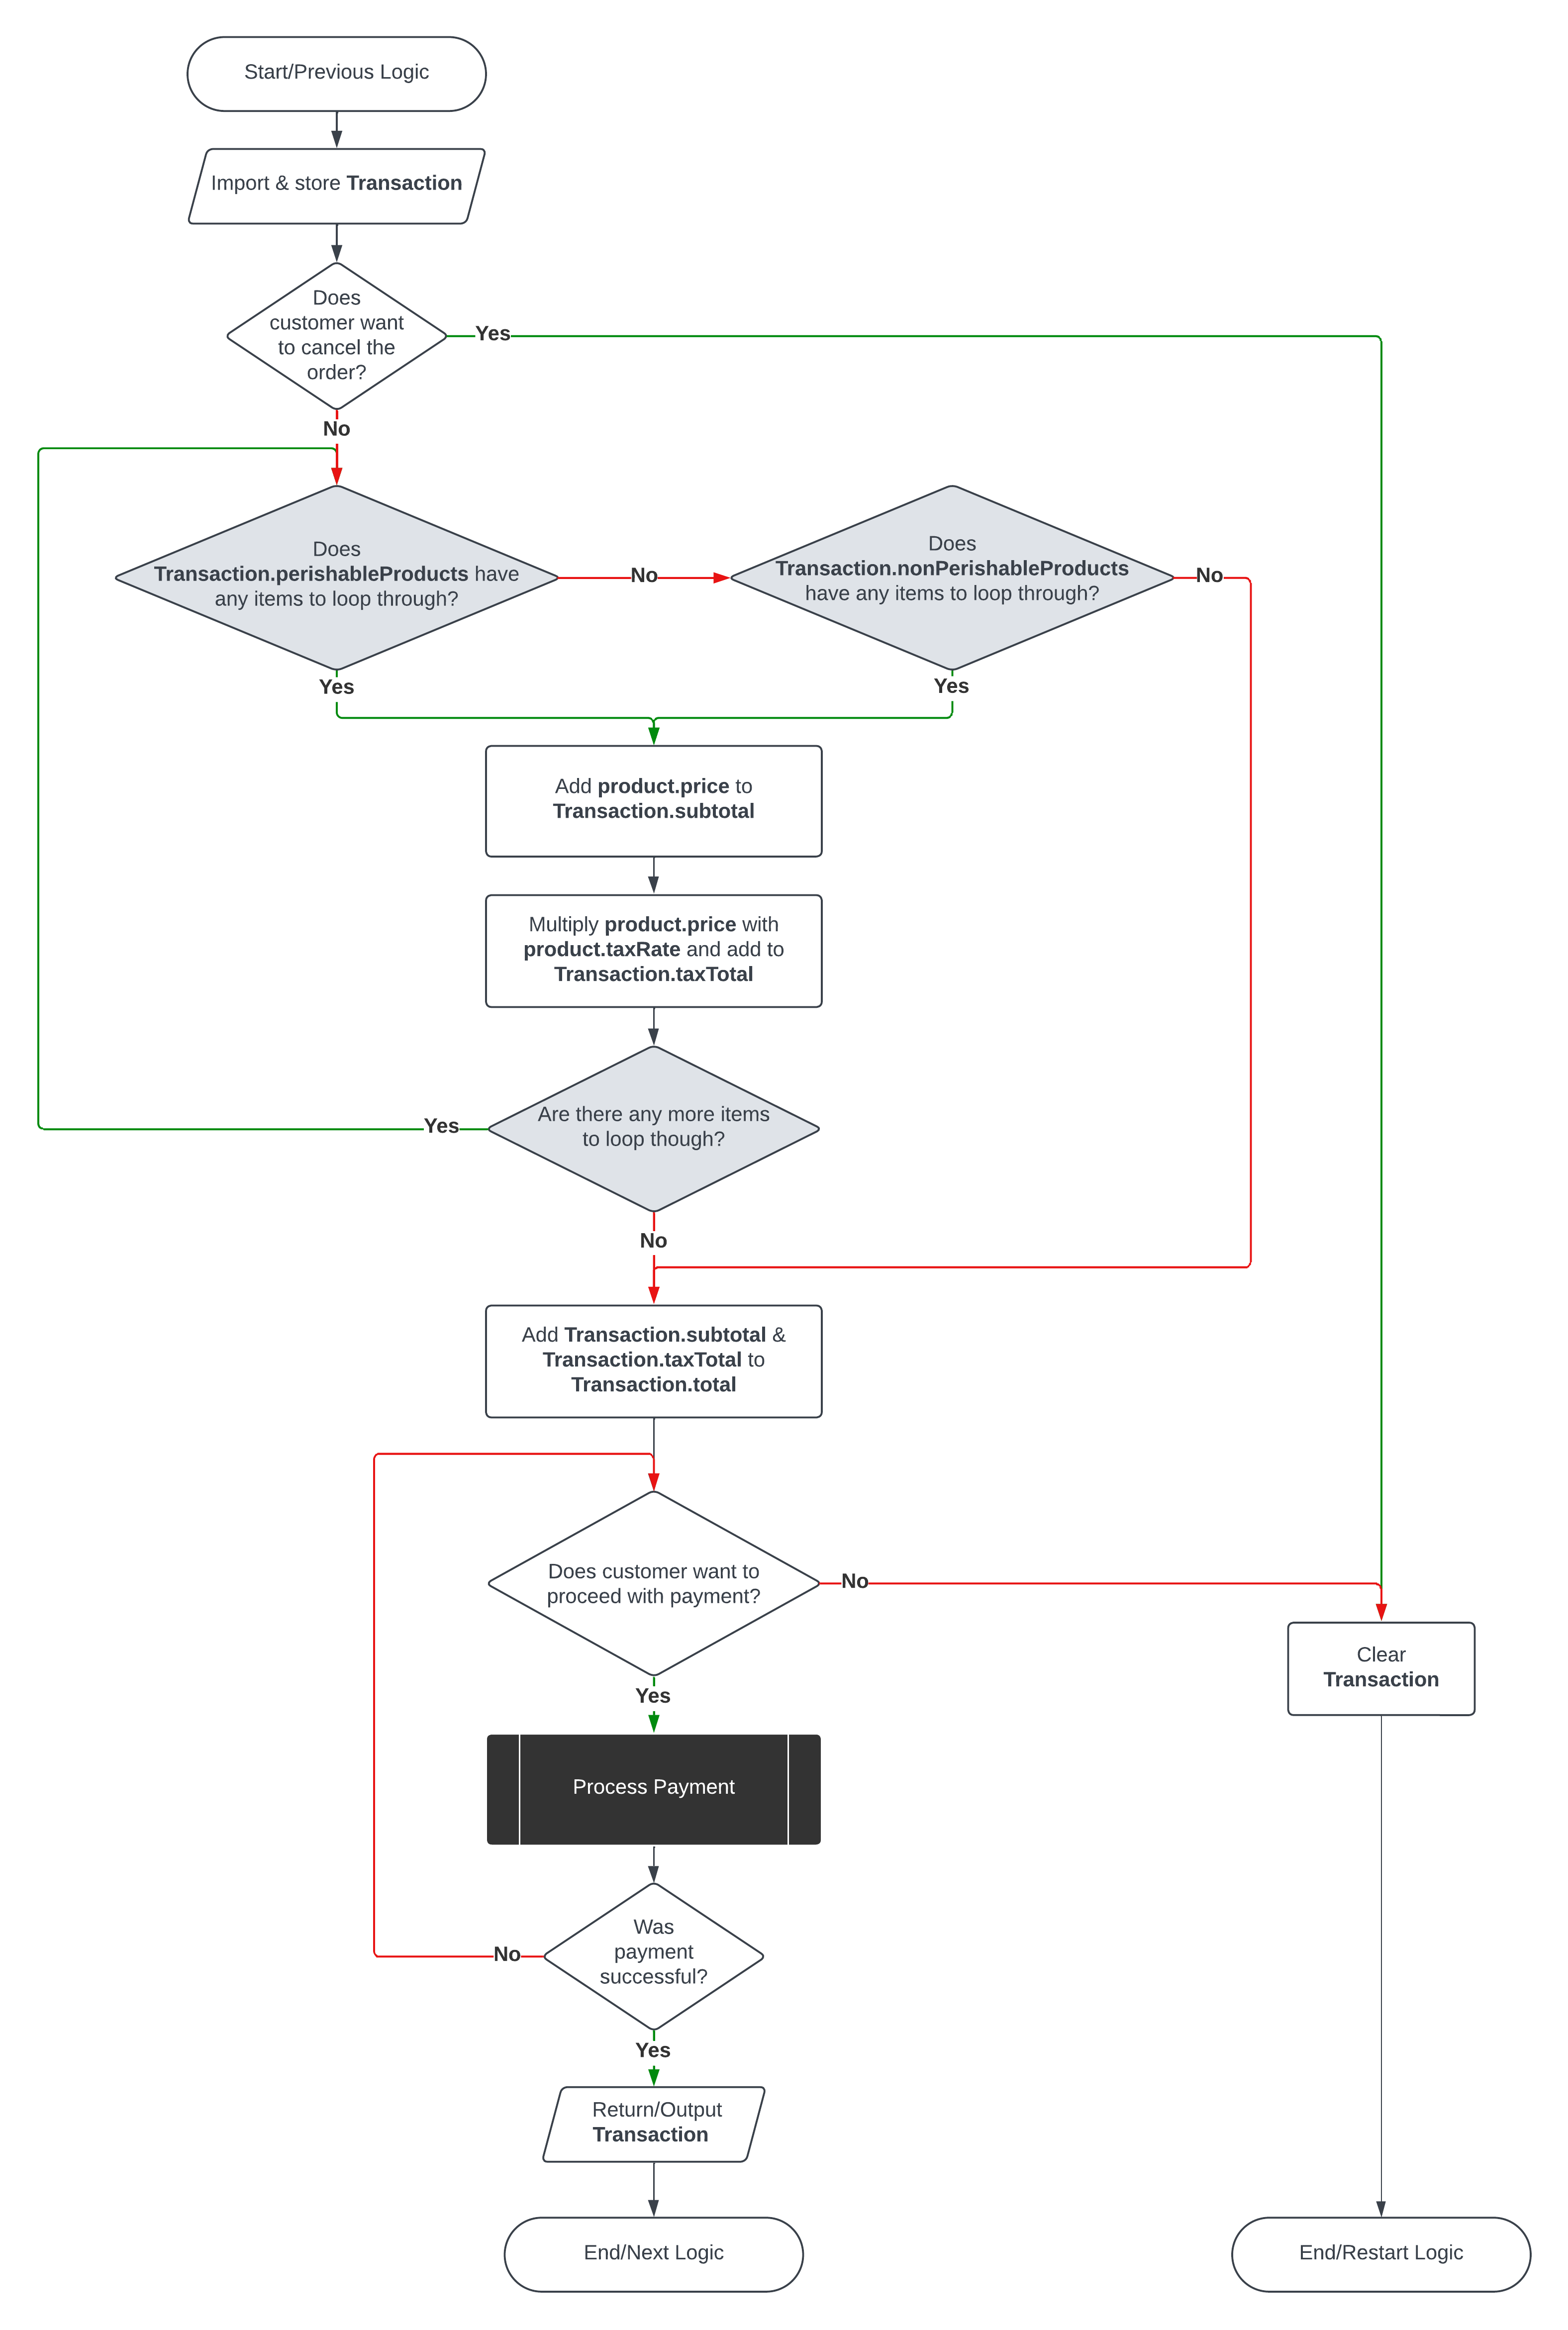 Start/Previous Logic
Import & store Transaction
Does
customer want
to cancel the
order?
Yes
No
Does
Transaction.perishableProducts have
any items to loop through?
No
Does
Transaction.nonPerishableProducts
have any items to loop through?
No
Yes
Yes
Add product.price to
Transaction.subtotal
Multiply product.price with
product.taxRate and add to
Transaction.taxTotal
Are there any more items
to loop though?
Yes
No
Add Transaction.subtotal &
Transaction.taxTotal to
Transaction.total
Does customer want to
proceed with payment?
No
Yes
Clear
Transaction
Process Payment
Was
payment
successful?
No
Yes
Return/Output
Transaction
End/Next Logic
End/Restart Logic